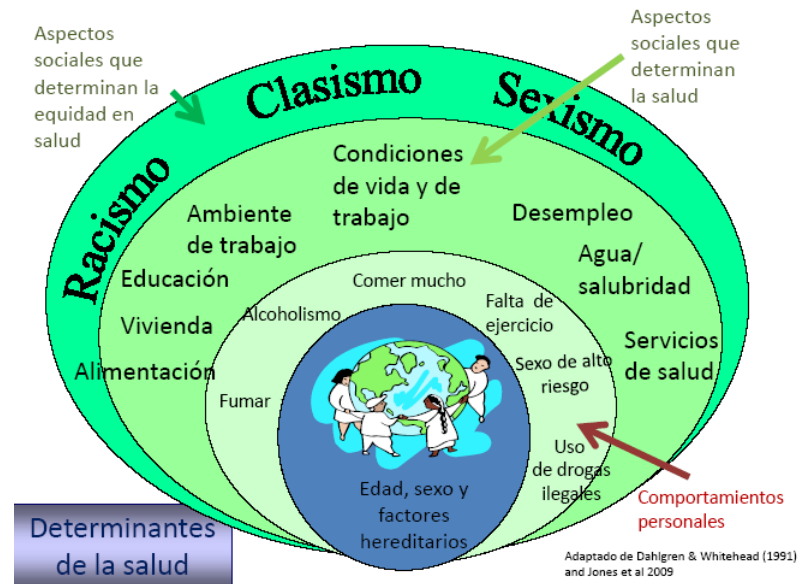 Aspectos
sociales que
determinan la
equidad en
salud
Aspectos
sociales que
determinan
la salud
Racismo
Clasismo
Sexismo
Condiciones
de vida y de
trabajo
Ambiente
de trabajo
Desempleo
Educación
Agua/
salubridad
Vivienda
Alimentación
Servicios
de salud
Comer mucho
Alcoholismo
Falta de
ejercicio
Fumar
Sexo de alto
riesgo
Uso
de drogas
ilegales
Edad, sexo y
factores
hereditarios
Comportamientos
personales
Determinantes
de la salud
Adaptado de Dahlgren & Whitehead (1991)
and Jones et al 2009